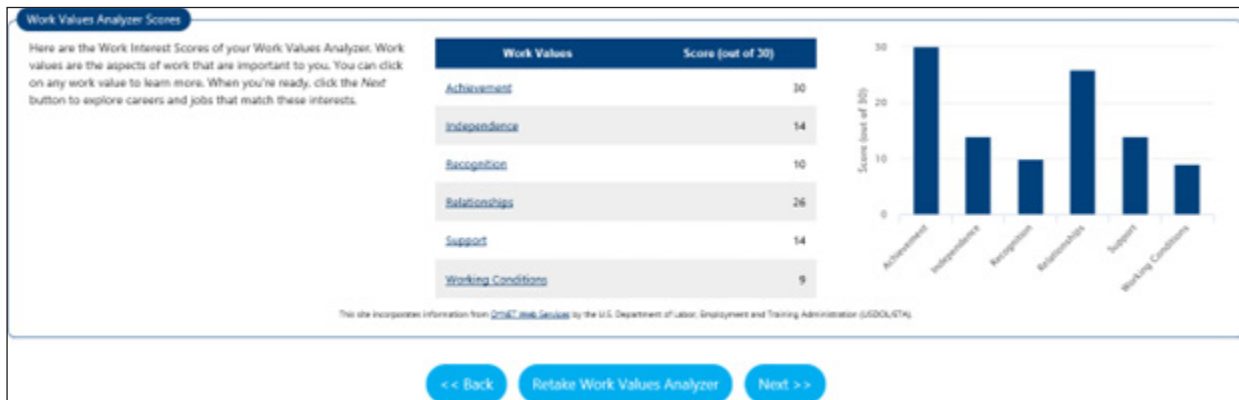 Work Values Analyzer Scores
Here are the Work Interest Scores of your Work Values Analyzer. Work
values are the aspects of work that are important to you. You can click
on any work value to learn more. When you're ready, click the Next
button to explore careers and jobs that match these interests.
Work Values Score (out of 30)
Achievement 30
Independence 14
Recognition 10
Relationships 26
Support 14
Working Conditions 9
Score (out of 30)
30
20
10
0
Achievement
Independence
Recognition
Relationships
Support
Working Conditions
This site incorporates information from O*NET Web Services by the U.S. Department of Labor, Employment and Training Administration (USDOL/ETA).
<< Back
Retake Work Values Analyzer
Next >>